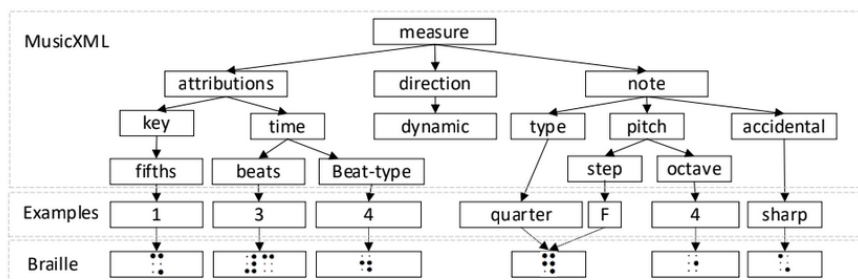 MusicXML
measure
attributions direction note
key time dynamic type pitch accidental
fifths beats Beat-type step octave
Examples 1 3 4 quarter F 4 sharp
Braille ⠩ ⠼⠉ ⠲ ⠿ ⠐ ⠡